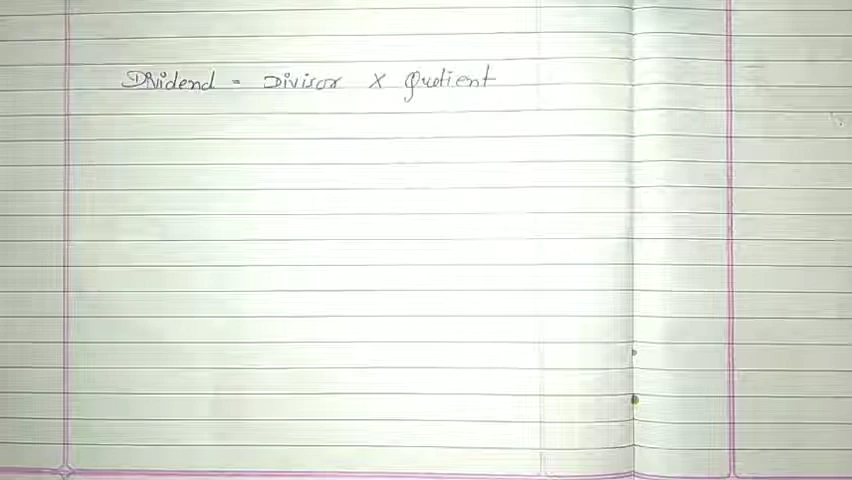 Dividend = Divisor × Quotient